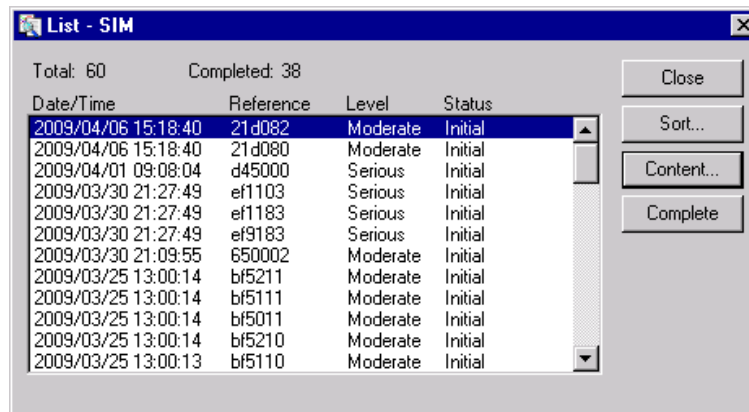 List - SIM
Total: 60 Completed: 38
Date/Time Reference Level Status
2009/04/06 15:18:40 21d082 Moderate Initial
2009/04/06 15:18:40 21d080 Moderate Initial
2009/04/01 09:08:04 d45000 Serious Initial
2009/03/30 21:27:49 ef1103 Serious Initial
2009/03/30 21:27:49 ef1183 Serious Initial
2009/03/30 21:27:49 ef9183 Serious Initial
2009/03/30 21:09:55 650002 Moderate Initial
2009/03/25 13:00:14 bf5211 Moderate Initial
2009/03/25 13:00:14 bf5111 Moderate Initial
2009/03/25 13:00:14 bf5011 Moderate Initial
2009/03/25 13:00:14 bf5210 Moderate Initial
2009/03/25 13:00:13 bf5110 Moderate Initial
Close
Sort...
Content...
Complete